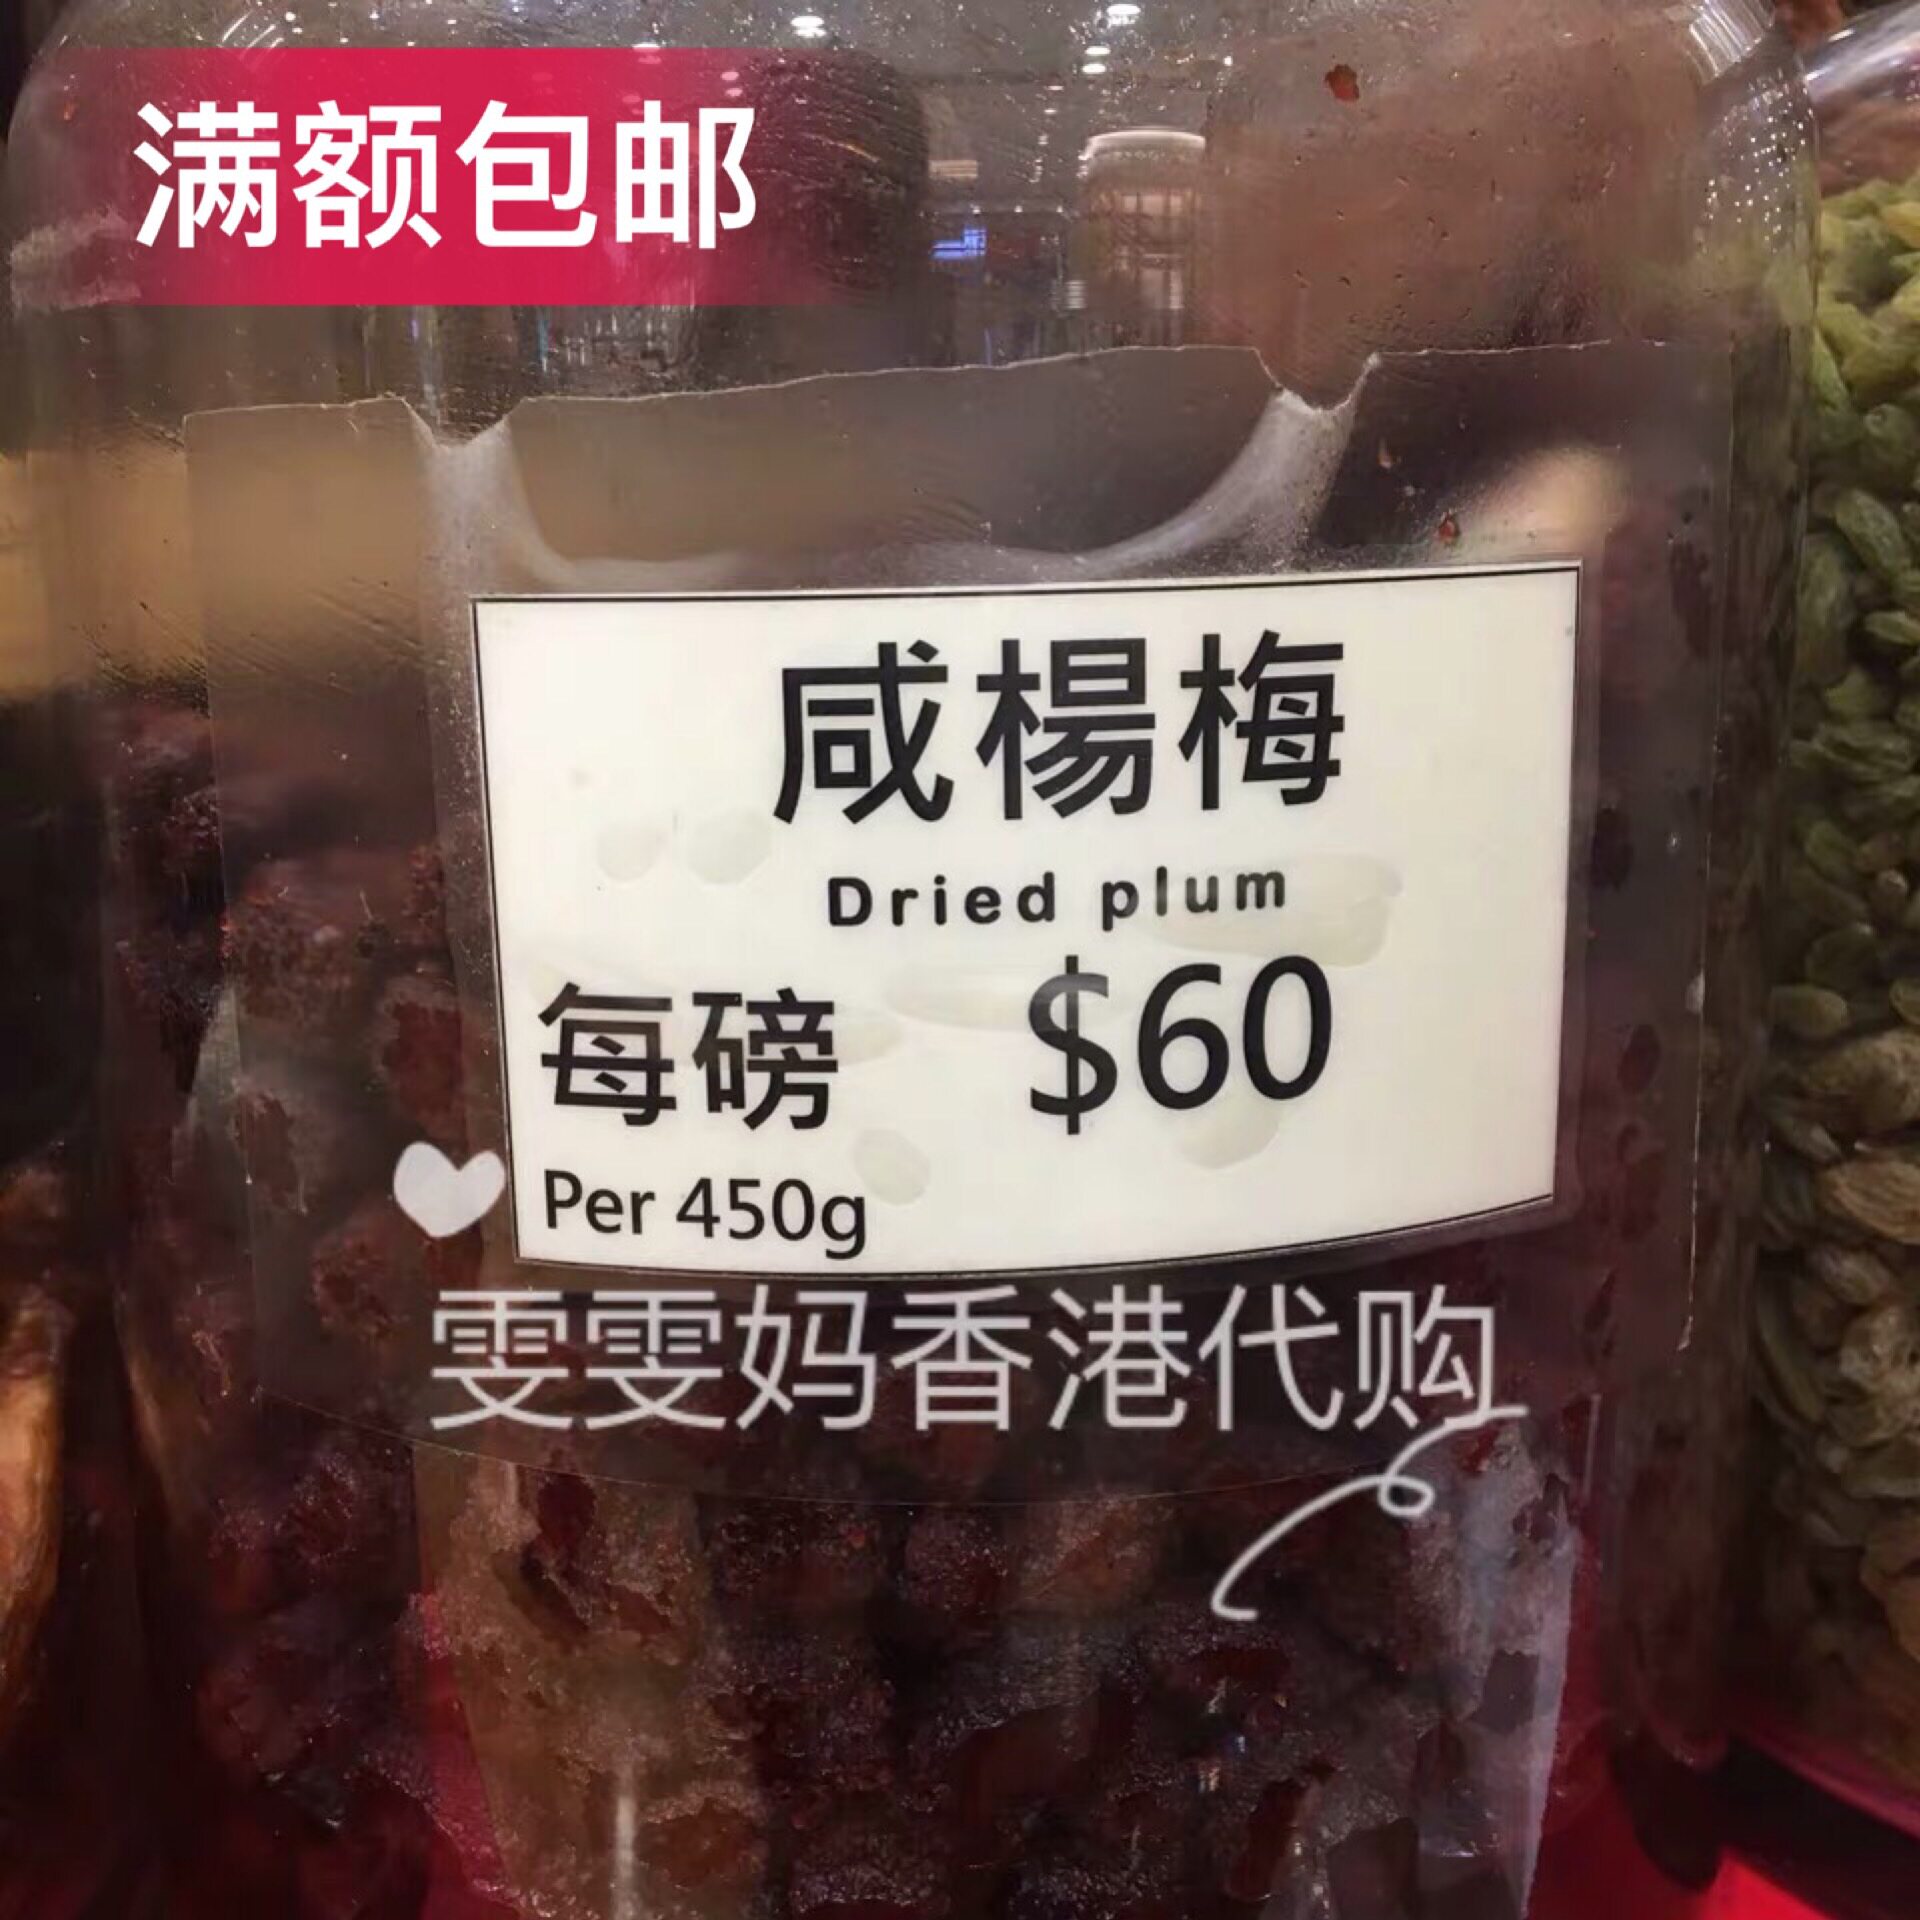 满额包邮
咸楊梅
Dried plum
每磅 $60
Per 450g
雯雯妈香港代购